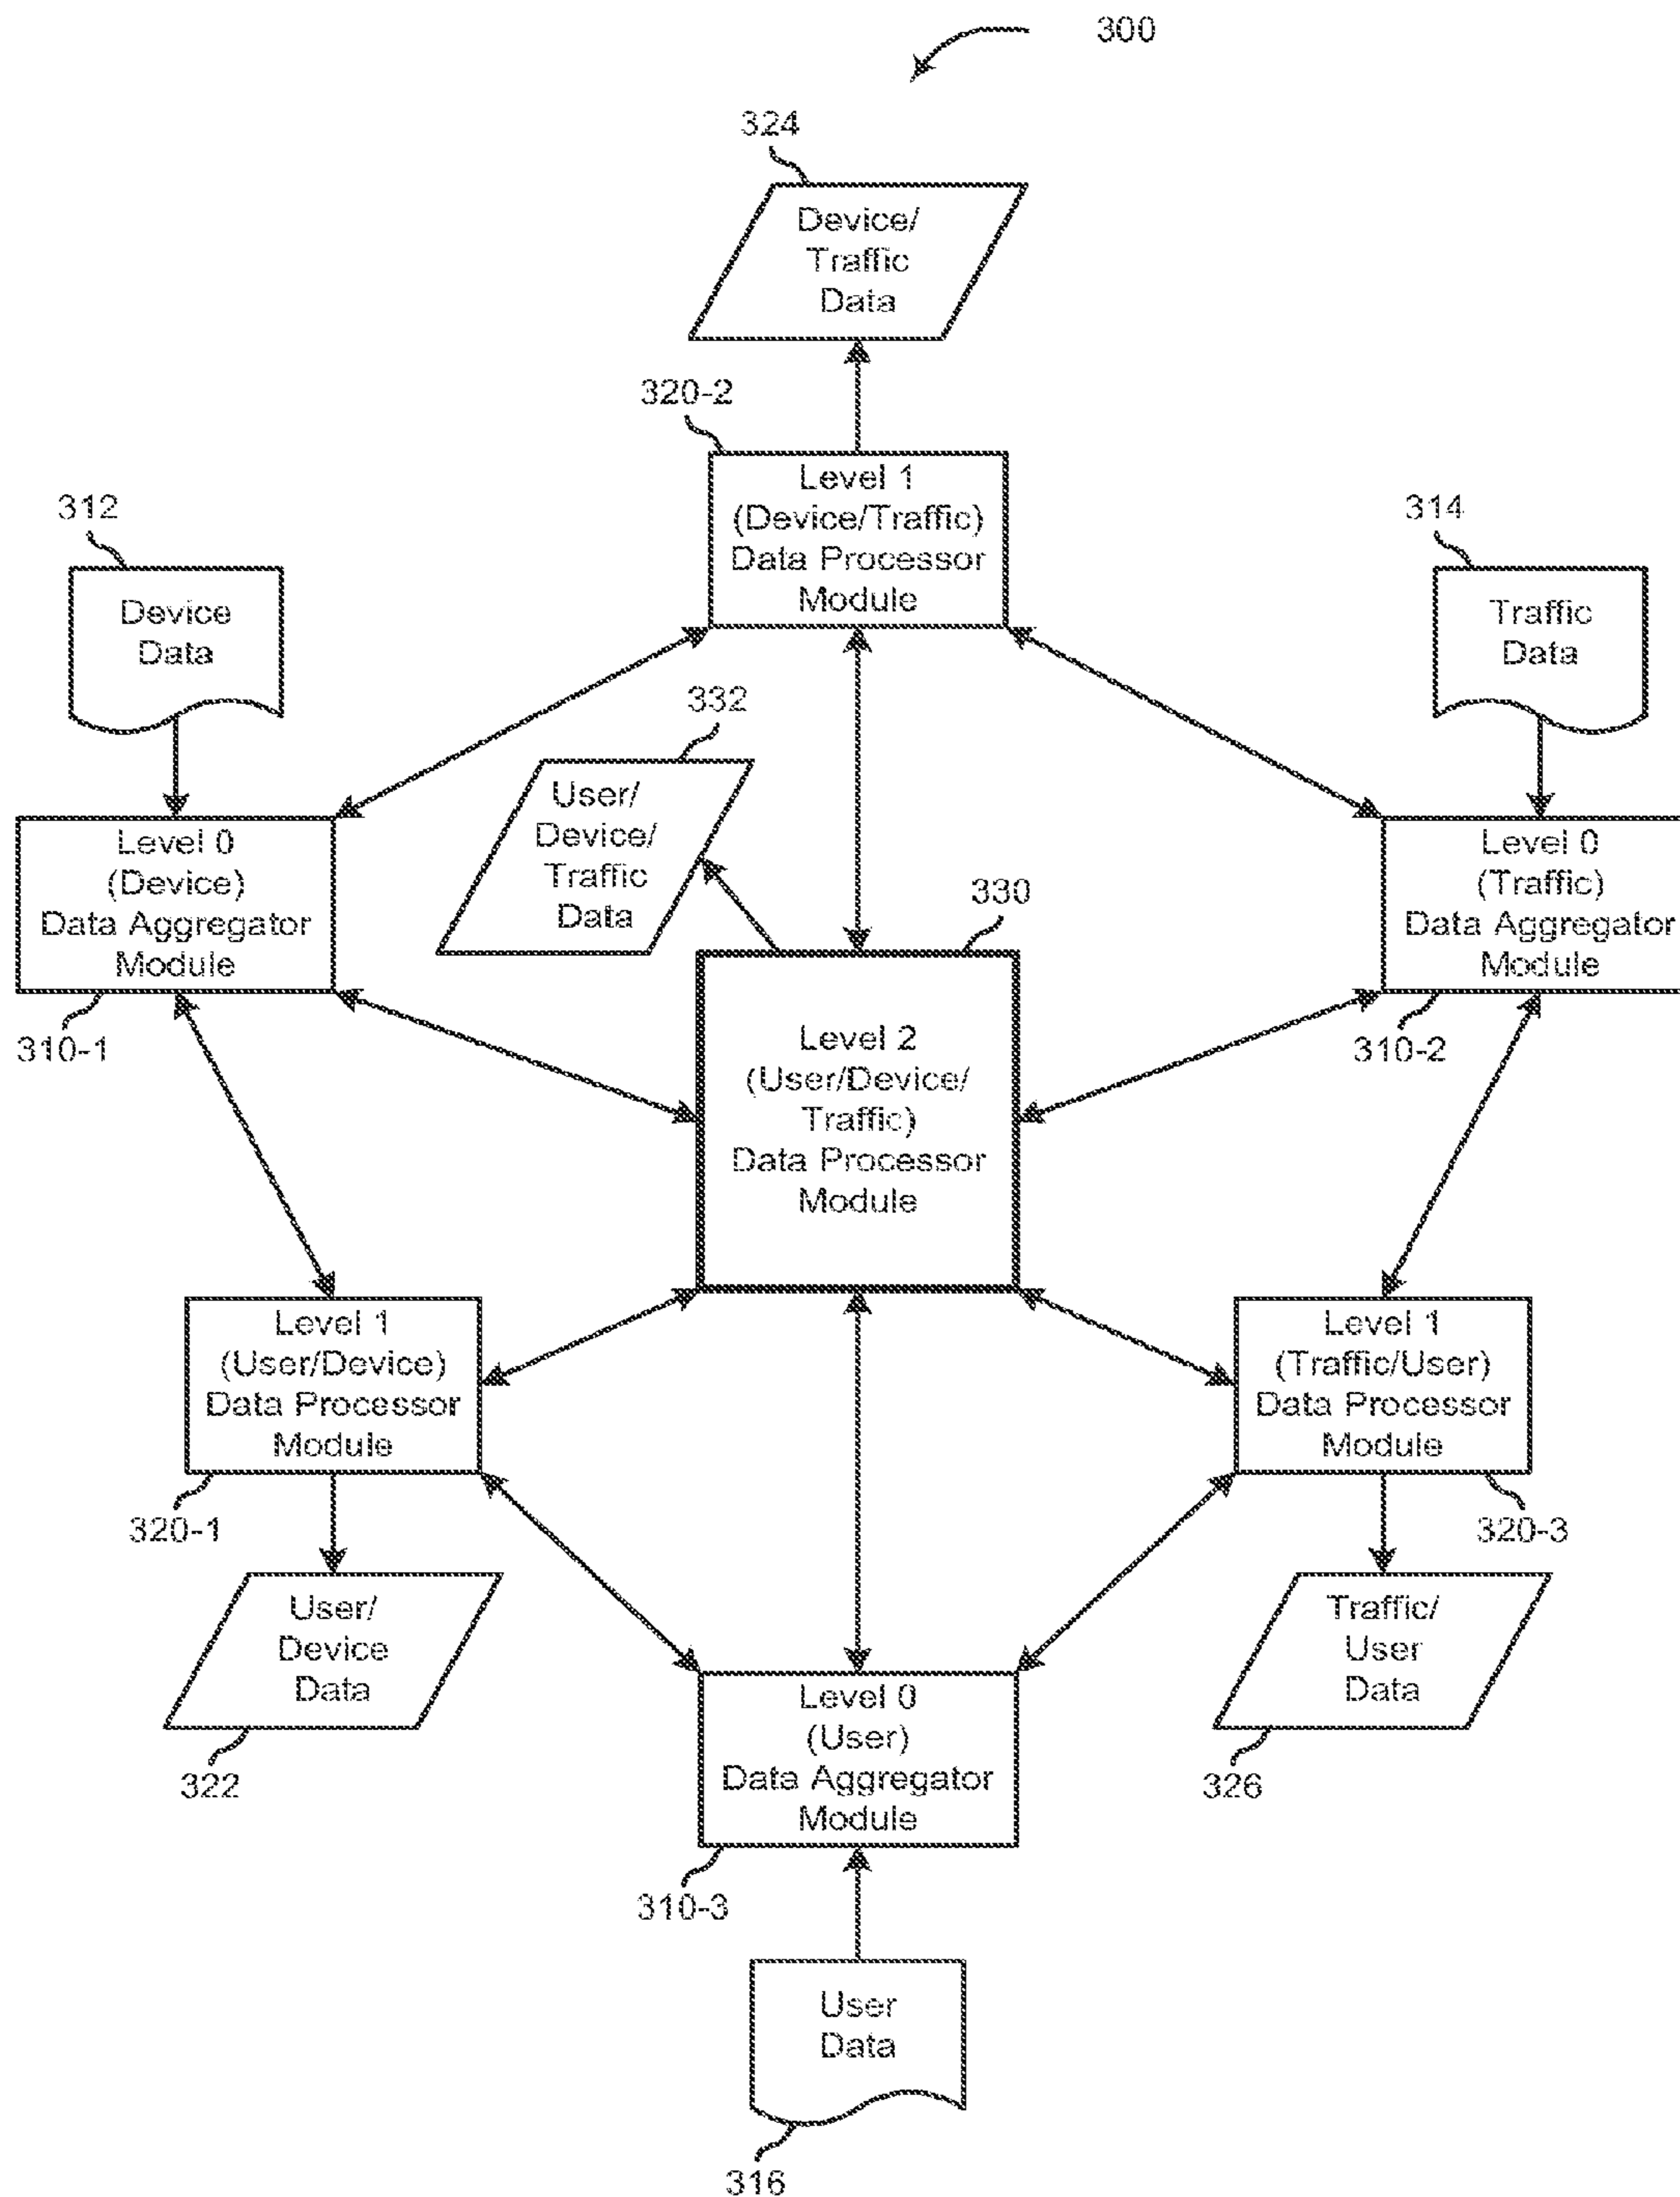 300
324
Device/
Traffic
Data
320-2
Level 1
(Device/Traffic)
Data Processor
Module
312
Device
Data
314
Traffic
Data
332
User/
Device/
Traffic
Data
Level 0
(Device)
Data Aggregator
Module
310-1
330
Level 0
(Traffic)
Data Aggregator
Module
310-2
Level 2
(User/Device/
Traffic)
Data Processor
Module
Level 1
(User/Device)
Data Processor
Module
320-1
Level 1
(Traffic/User)
Data Processor
Module
320-3
User/
Device
Data
322
Traffic/
User
Data
326
Level 0
(User)
Data Aggregator
Module
310-3
User
Data
316